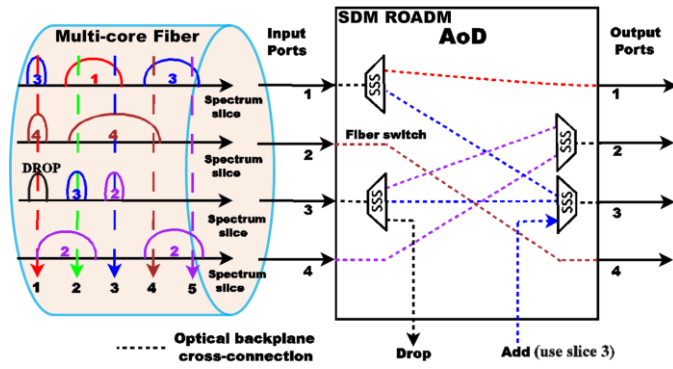 SDM ROADM
Multi-core Fiber
Input
Ports
AoD
Output
Ports
3
1
3
SSS
Spectrum
slice
1
1
4
4
Fiber switch
SSS
Spectrum
slice
2
2
DROP
3
2
SSS
SSS
Spectrum
slice
3
3
2
2
Spectrum
slice
4
4
1
2
3
4
5
Optical backplane
cross-connection
Drop
Add (use slice 3)